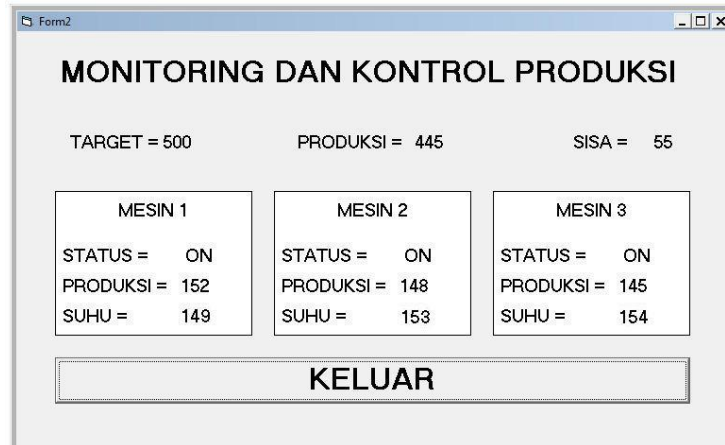 Form2
MONITORING DAN KONTROL PRODUKSI
TARGET = 500 PRODUKSI = 445 SISA = 55
MESIN 1
STATUS = ON
PRODUKSI = 152
SUHU = 149
MESIN 2
STATUS = ON
PRODUKSI = 148
SUHU = 153
MESIN 3
STATUS = ON
PRODUKSI = 145
SUHU = 154
KELUAR